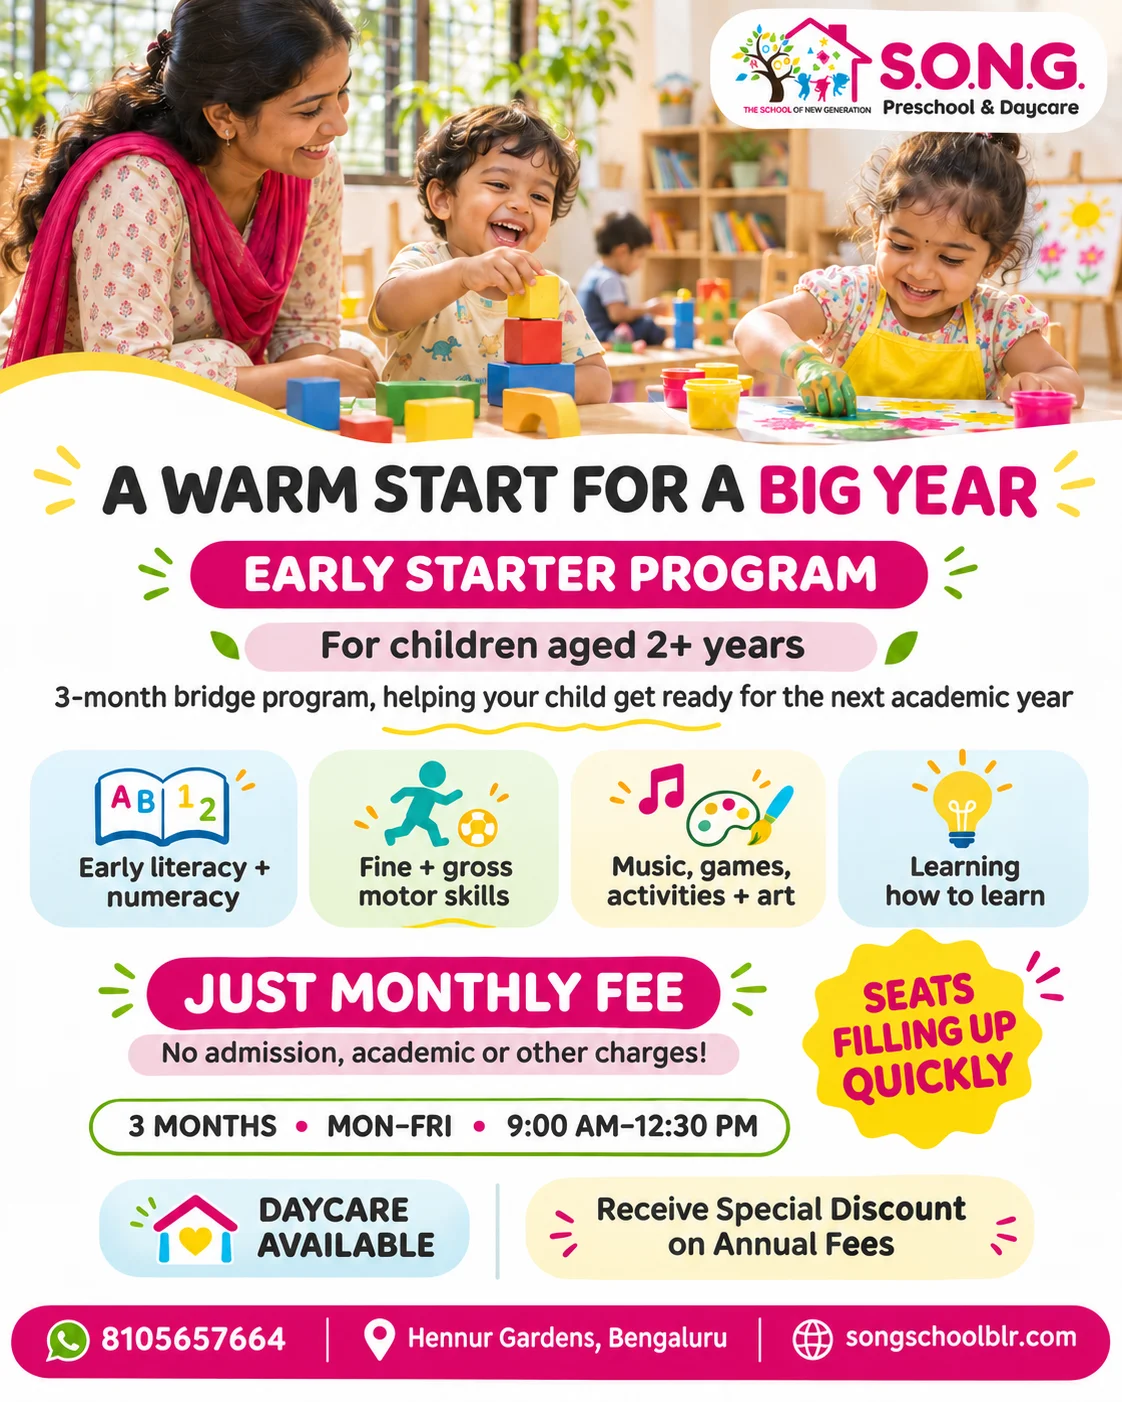 S.O.N.G.
THE SCHOOL OF NEW GENERATION
Preschool & Daycare
A WARM START FOR A BIG YEAR
EARLY STARTER PROGRAM
For children aged 2+ years
3-month bridge program, helping your child get ready for the next academic year
A B 1 2
Early literacy +
numeracy
Fine + gross
motor skills
Music, games,
activities + art
Learning
how to learn
JUST MONTHLY FEE
No admission, academic or other charges!
SEATS
FILLING UP
QUICKLY
3 MONTHS • MON–FRI • 9:00 AM–12:30 PM
DAYCARE
AVAILABLE
Receive Special Discount
on Annual Fees
8105657664
Hennur Gardens, Bengaluru
songschoolblr.com